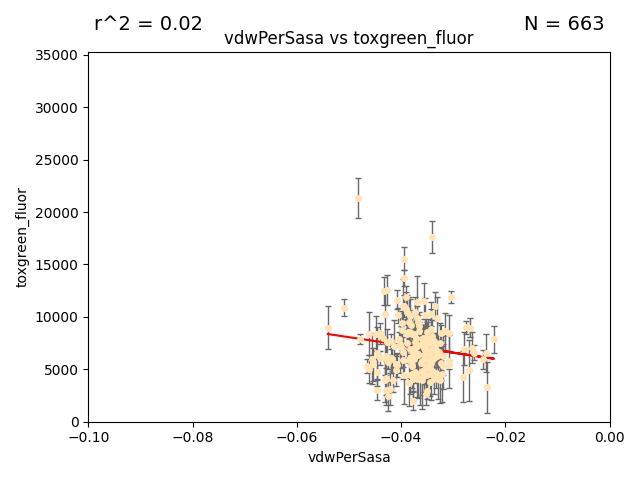 r^2 = 0.02
N = 663
vdwPerSasa vs toxgreen_fluor
35000
30000
25000
20000
15000
10000
5000
0
toxgreen_fluor
−0.10
−0.08
−0.06
−0.04
−0.02
0.00
vdwPerSasa